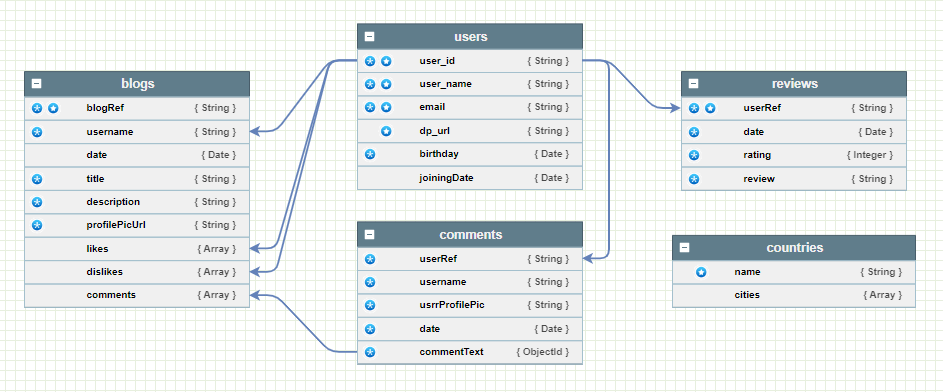 users
user_id { String }
user_name { String }
email { String }
dp_url { String }
birthday { Date }
joiningDate { Date }
blogs
blogRef { String }
username { String }
date { Date }
title { String }
description { String }
profilePicUrl { String }
likes { Array }
dislikes { Array }
comments { Array }
reviews
userRef { String }
date { Date }
rating { Integer }
review { String }
comments
userRef { String }
username { String }
usrrProfilePic { String }
date { Date }
commentText { ObjectId }
countries
name { String }
cities { Array }